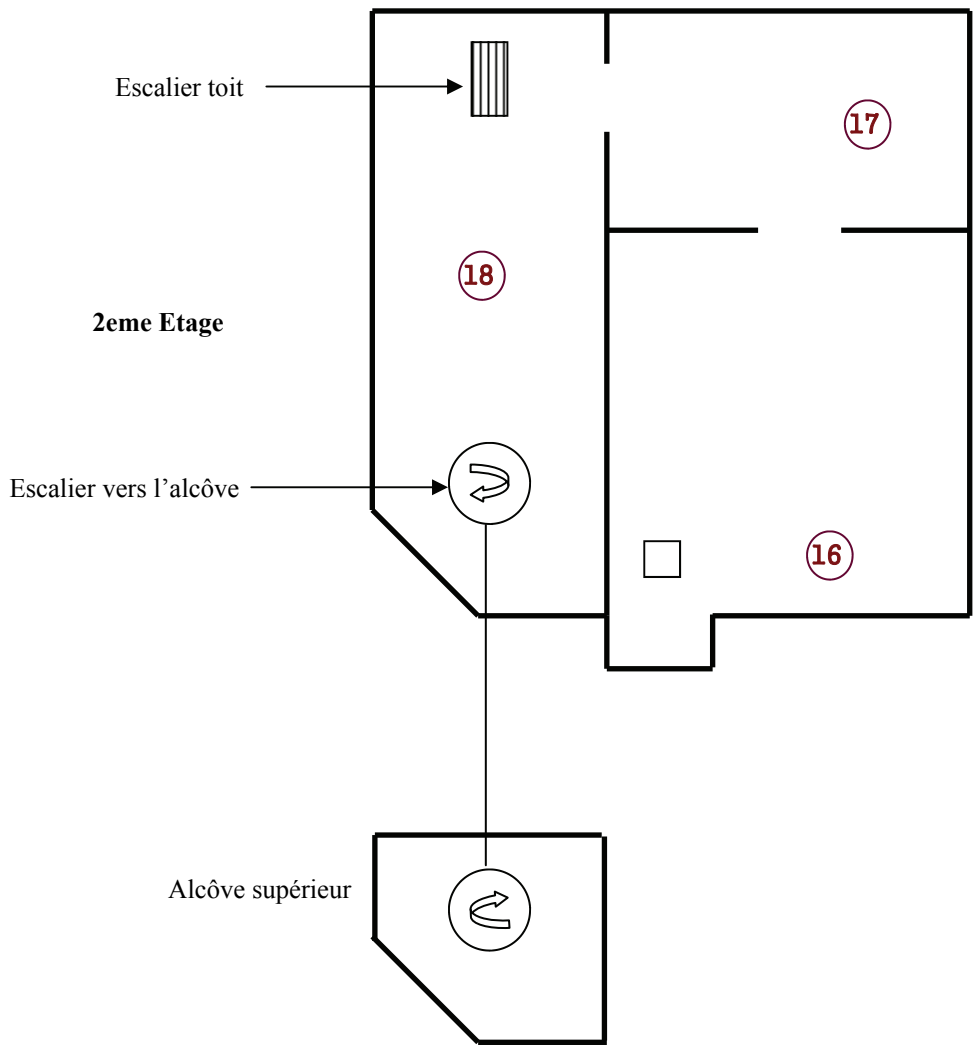 Escalier toit
17
18
2eme Etage
Escalier vers l’alcôve
16
Alcôve supérieur